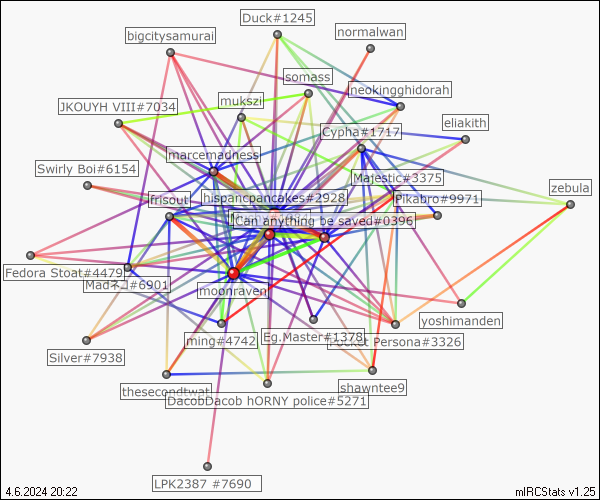 Duck#1245
normalwan
bigcitysamurai
somass
neokingghidorah
mukszi
JKOUYH VIII#7034
eliakith
Cypha#1717
marcemadness
Swirly Boi#6154
Majestic#3375
zebula
frisout
hispancpancakes#2928
Pikabro#9971
Can anything be saved#0396
Fedora Stoat#4479
Madネコ#6901
moonraven
yoshimanden
ming#4742
Eg.Master#1378
Pocket Persona#3326
Silver#7938
thesecondtwat
shawntee9
DacobDacob hORNY police#5271
LPK2387 #7690
4.6.2024 20:22
mIRCStats v1.25